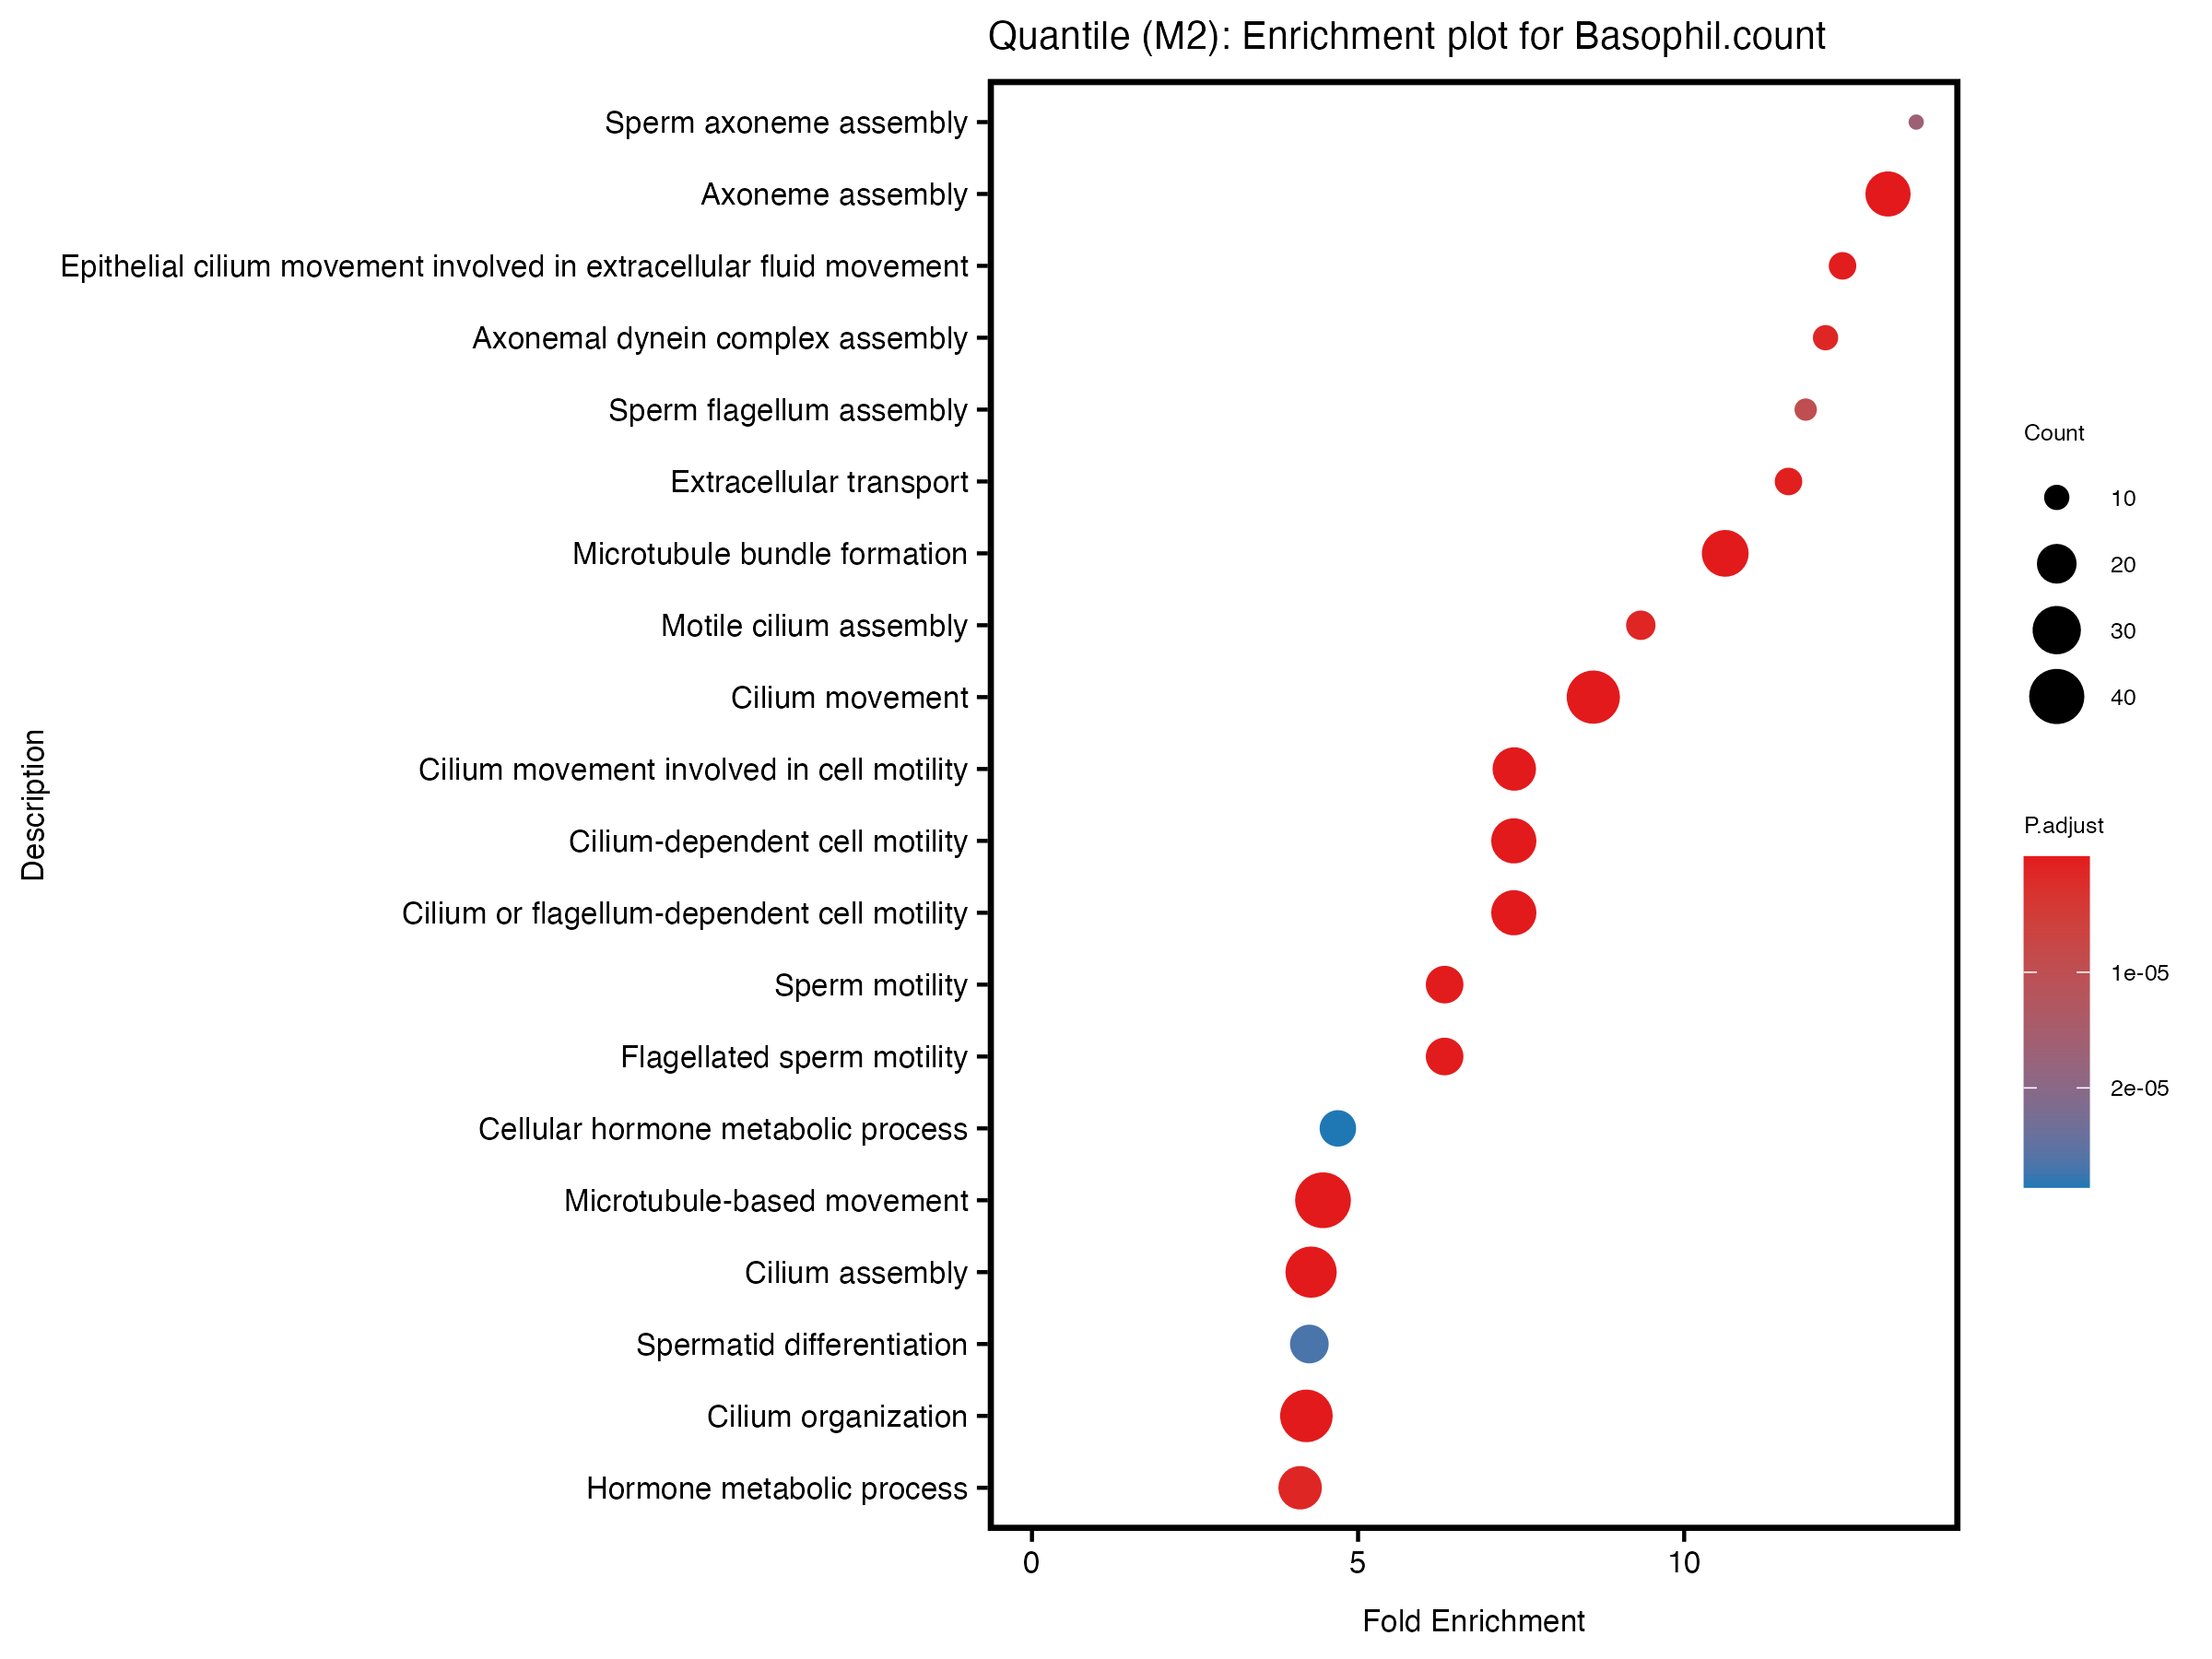 Quantile (M2): Enrichment plot for Basophil.count
Description
Sperm axoneme assembly
Axoneme assembly
Epithelial cilium movement involved in extracellular fluid movement
Axonemal dynein complex assembly
Sperm flagellum assembly
Extracellular transport
Microtubule bundle formation
Motile cilium assembly
Cilium movement
Cilium movement involved in cell motility
Cilium-dependent cell motility
Cilium or flagellum-dependent cell motility
Sperm motility
Flagellated sperm motility
Cellular hormone metabolic process
Microtubule-based movement
Cilium assembly
Spermatid differentiation
Cilium organization
Hormone metabolic process
0 5 10
Fold Enrichment
Count
10
20
30
40
P.adjust
1e-05
2e-05